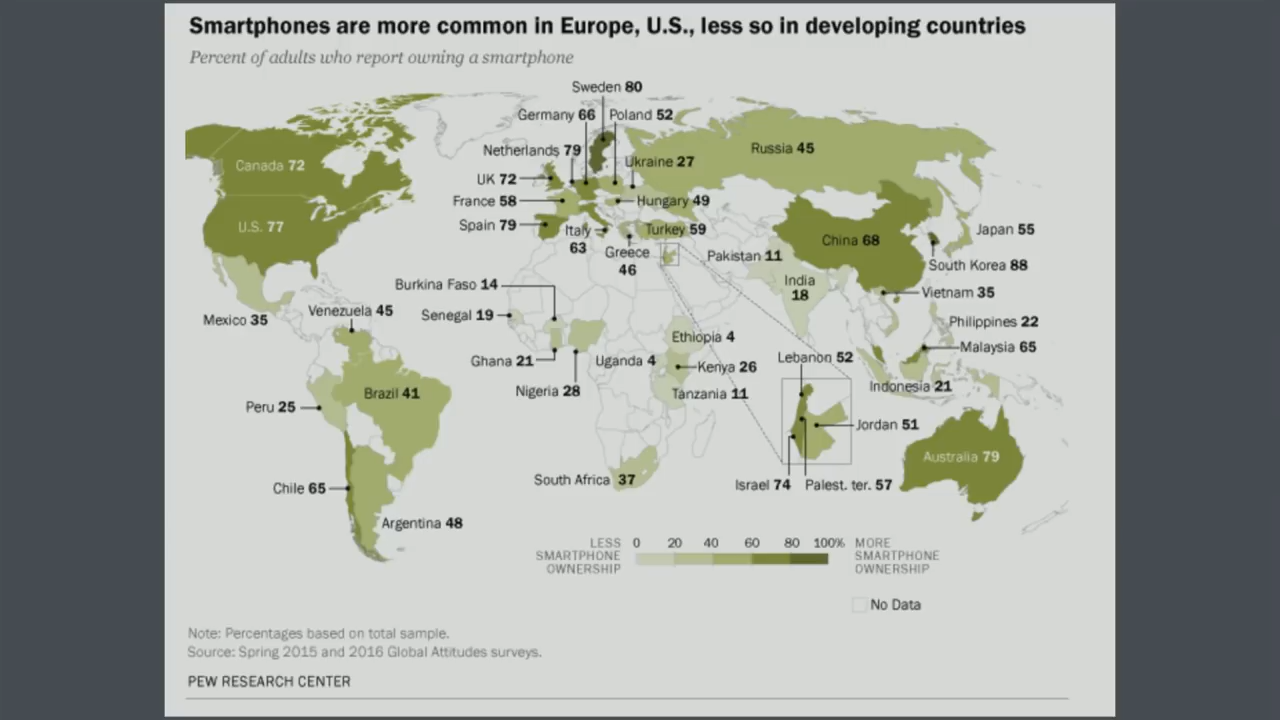 Smartphones are more common in Europe, U.S., less so in developing countries
Percent of adults who report owning a smartphone
Sweden 80
Germany 66
Poland 52
Netherlands 79
Ukraine 27
Russia 45
Canada 72
UK 72
France 58
Hungary 49
Spain 79
Italy
63
Turkey 59
U.S. 77
Greece
46
Pakistan 11
China 68
Japan 55
South Korea 88
India
18
Burkina Faso 14
Vietnam 35
Mexico 35
Venezuela 45
Senegal 19
Philippines 22
Ethiopia 4
Malaysia 65
Ghana 21
Uganda 4
Kenya 26
Lebanon 52
Nigeria 28
Tanzania 11
Indonesia 21
Brazil 41
Peru 25
Jordan 51
Australia 79
South Africa 37
Israel 74
Palest. ter. 57
Chile 65
Argentina 48
LESS
SMARTPHONE
OWNERSHIP
0 20 40 60 80 100%
MORE
SMARTPHONE
OWNERSHIP
No Data
Note: Percentages based on total sample.
Source: Spring 2015 and 2016 Global Attitudes surveys.
PEW RESEARCH CENTER